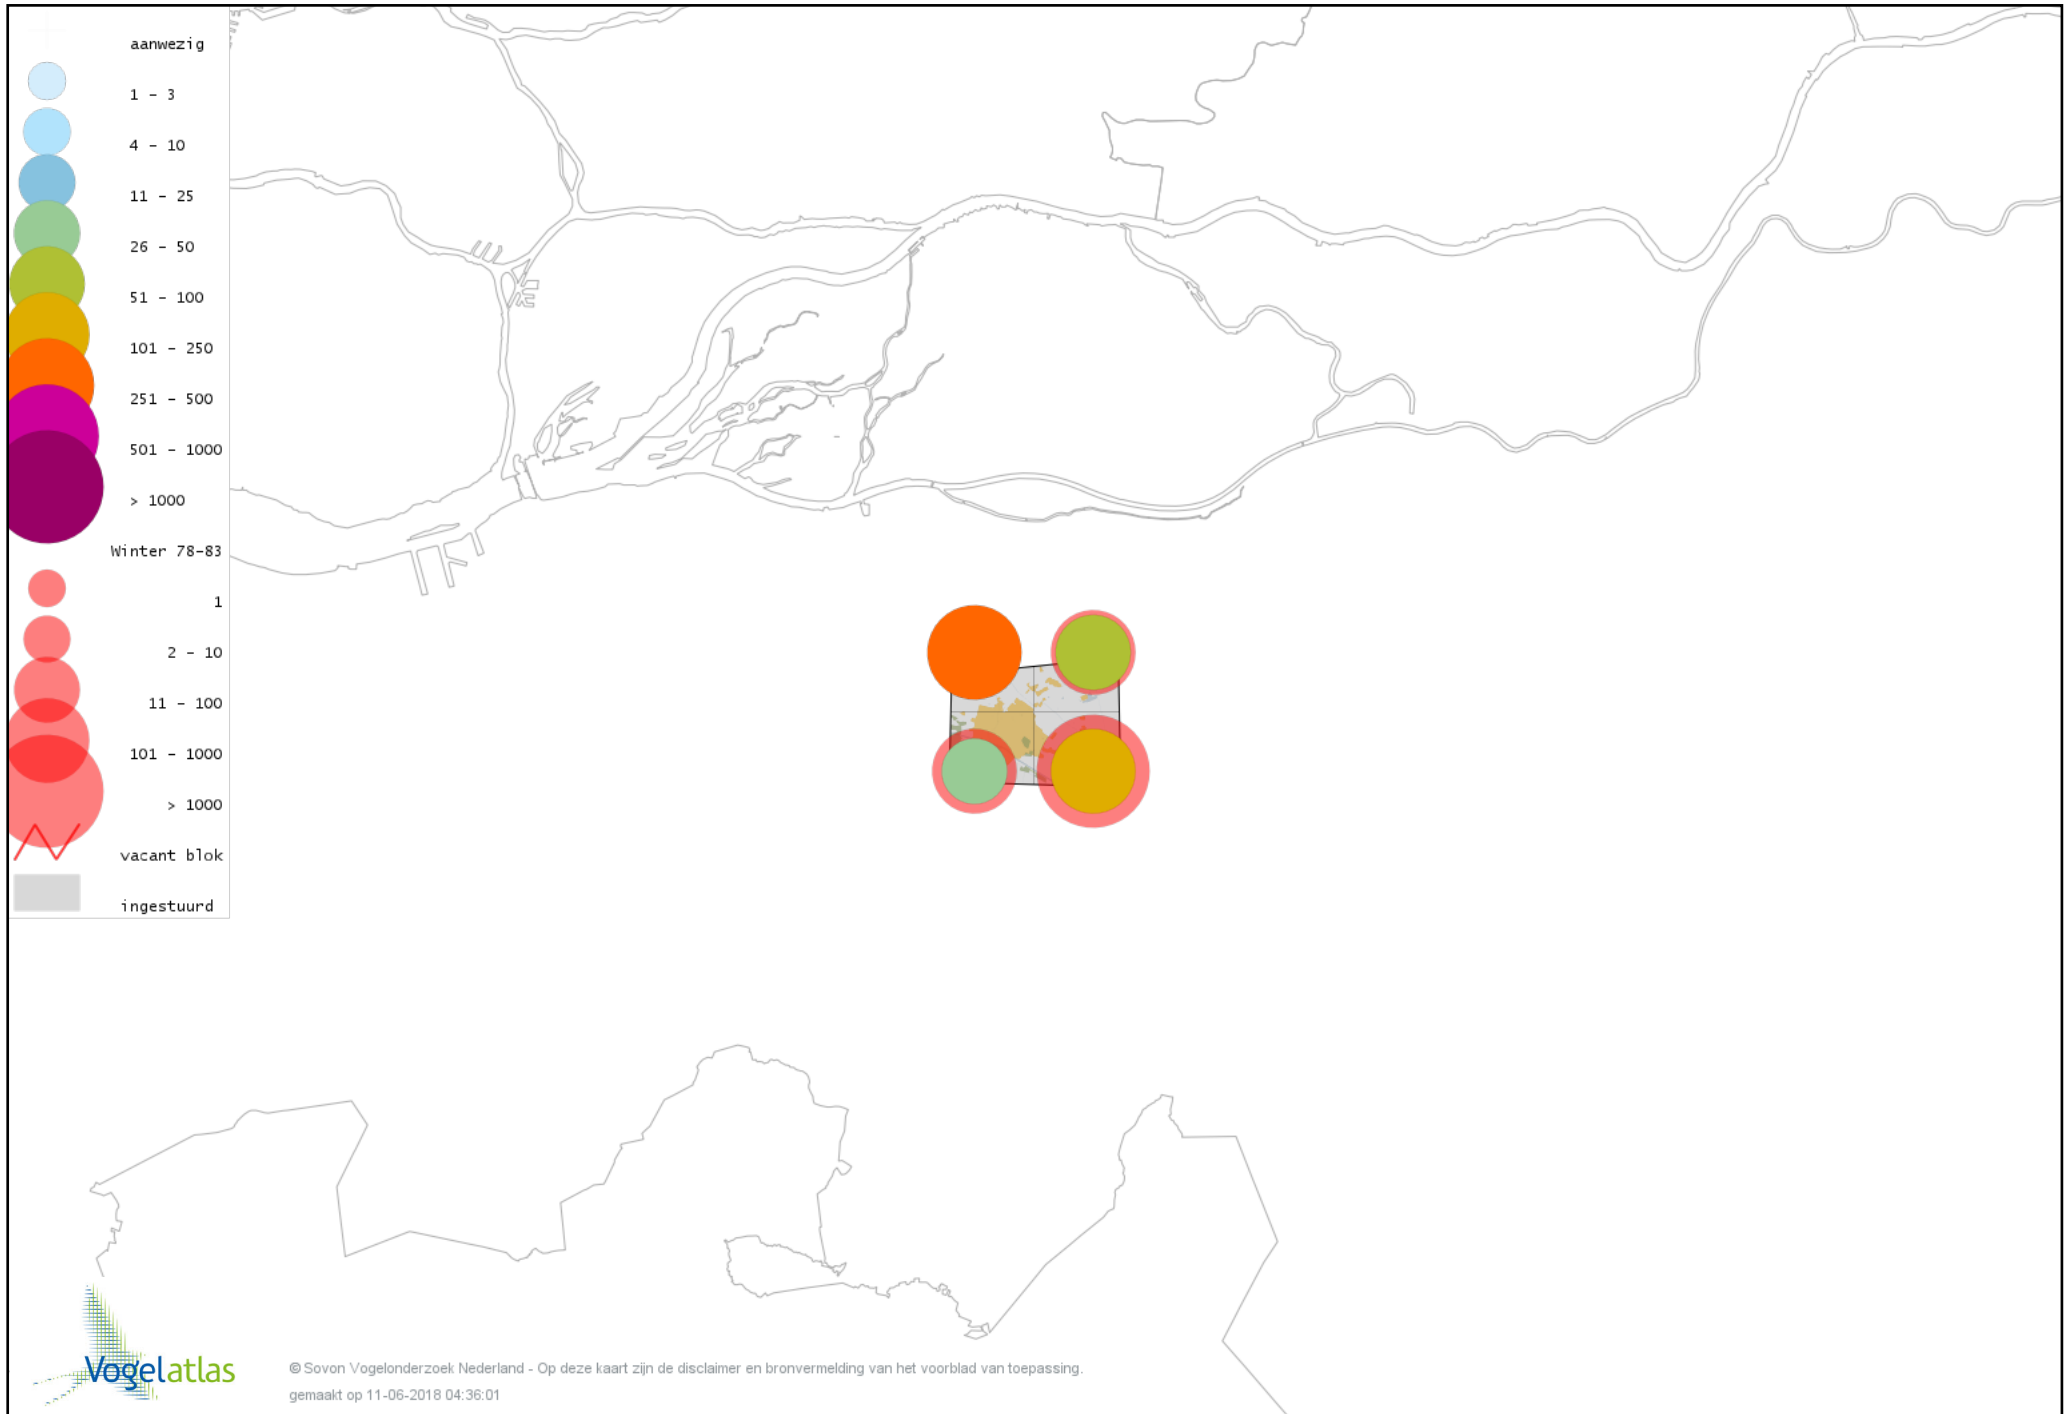 aanwezig
1 - 3
4 - 10
11 - 25
26 - 50
51 - 100
101 - 250
251 - 500
501 - 1000
> 1000
Winter 78-83
1
2 - 10
11 - 100
101 - 1000
> 1000
vacant blok
ingestuurd
Vogelatlas
© Sovon Vogelonderzoek Nederland - Op deze kaart zijn de disclaimer en bronvermelding van het voorblad van toepassing.
gemaakt op 11-06-2018 04:36:01